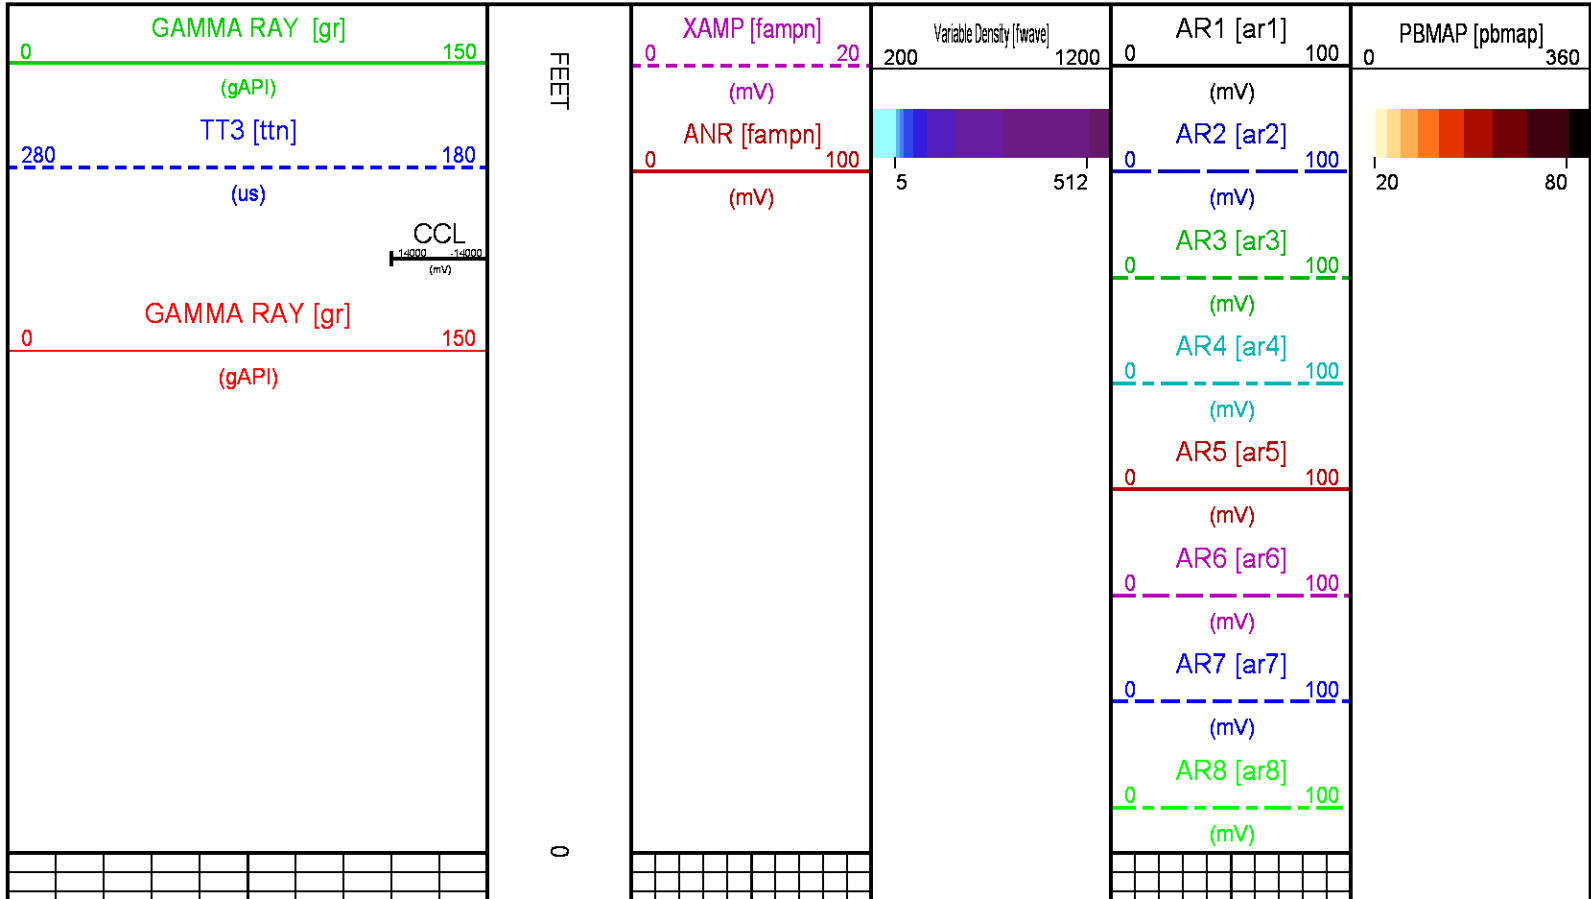 GAMMA RAY [gr]
0 150
(gAPI)
TT3 [ttn]
280 180
(us)
CCL
14000 -14000
(mV)
GAMMA RAY [gr]
0 150
(gAPI)
FEET
0
XAMP [fampn]
0 20
(mV)
ANR [fampn]
0 100
(mV)
Variable Density [fwave]
200 1200
5 512
AR1 [ar1]
0 100
(mV)
AR2 [ar2]
0 100
(mV)
AR3 [ar3]
0 100
(mV)
AR4 [ar4]
0 100
(mV)
AR5 [ar5]
0 100
(mV)
AR6 [ar6]
0 100
(mV)
AR7 [ar7]
0 100
(mV)
AR8 [ar8]
0 100
(mV)
PBMAP [pbmap]
0 360
20 80